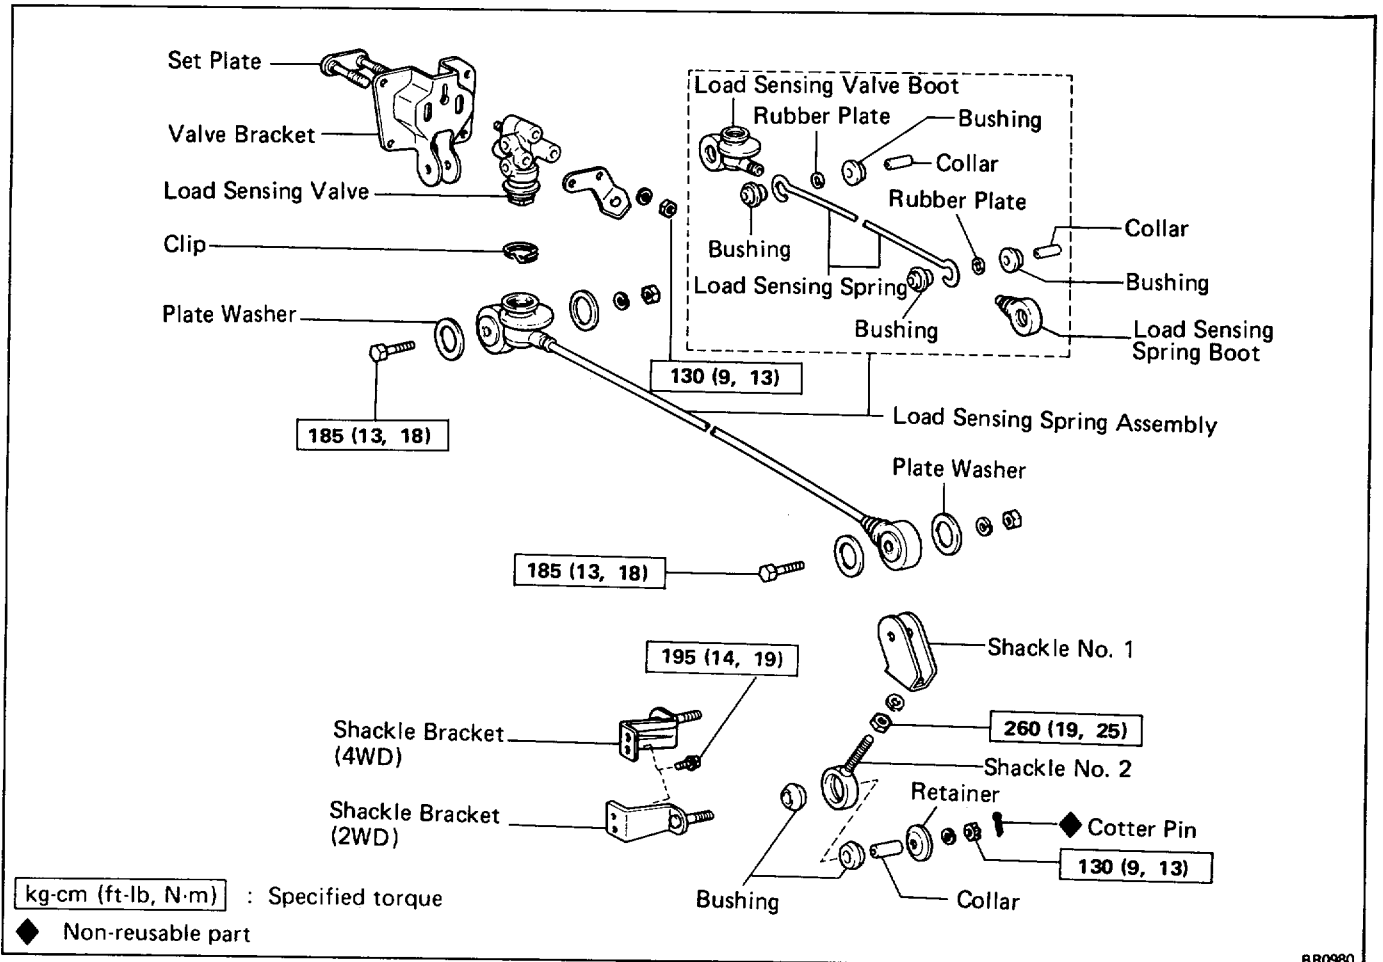 Set Plate
Valve Bracket
Load Sensing Valve
Clip
Plate Washer
185 (13, 18)
130 (9, 13)
Load Sensing Valve Boot
Rubber Plate
Bushing
Collar
Rubber Plate
Bushing
Collar
Load Sensing Spring
Bushing
Bushing
Load Sensing
Spring Boot
Load Sensing Spring Assembly
Plate Washer
185 (13, 18)
Shackle No. 1
195 (14, 19)
260 (19, 25)
Shackle Bracket
(4WD)
Shackle No. 2
Retainer
Shackle Bracket
(2WD)
◆ Cotter Pin
130 (9, 13)
Bushing
Collar
kg-cm (ft-lb, N·m) : Specified torque
◆ Non-reusable part
BR0980